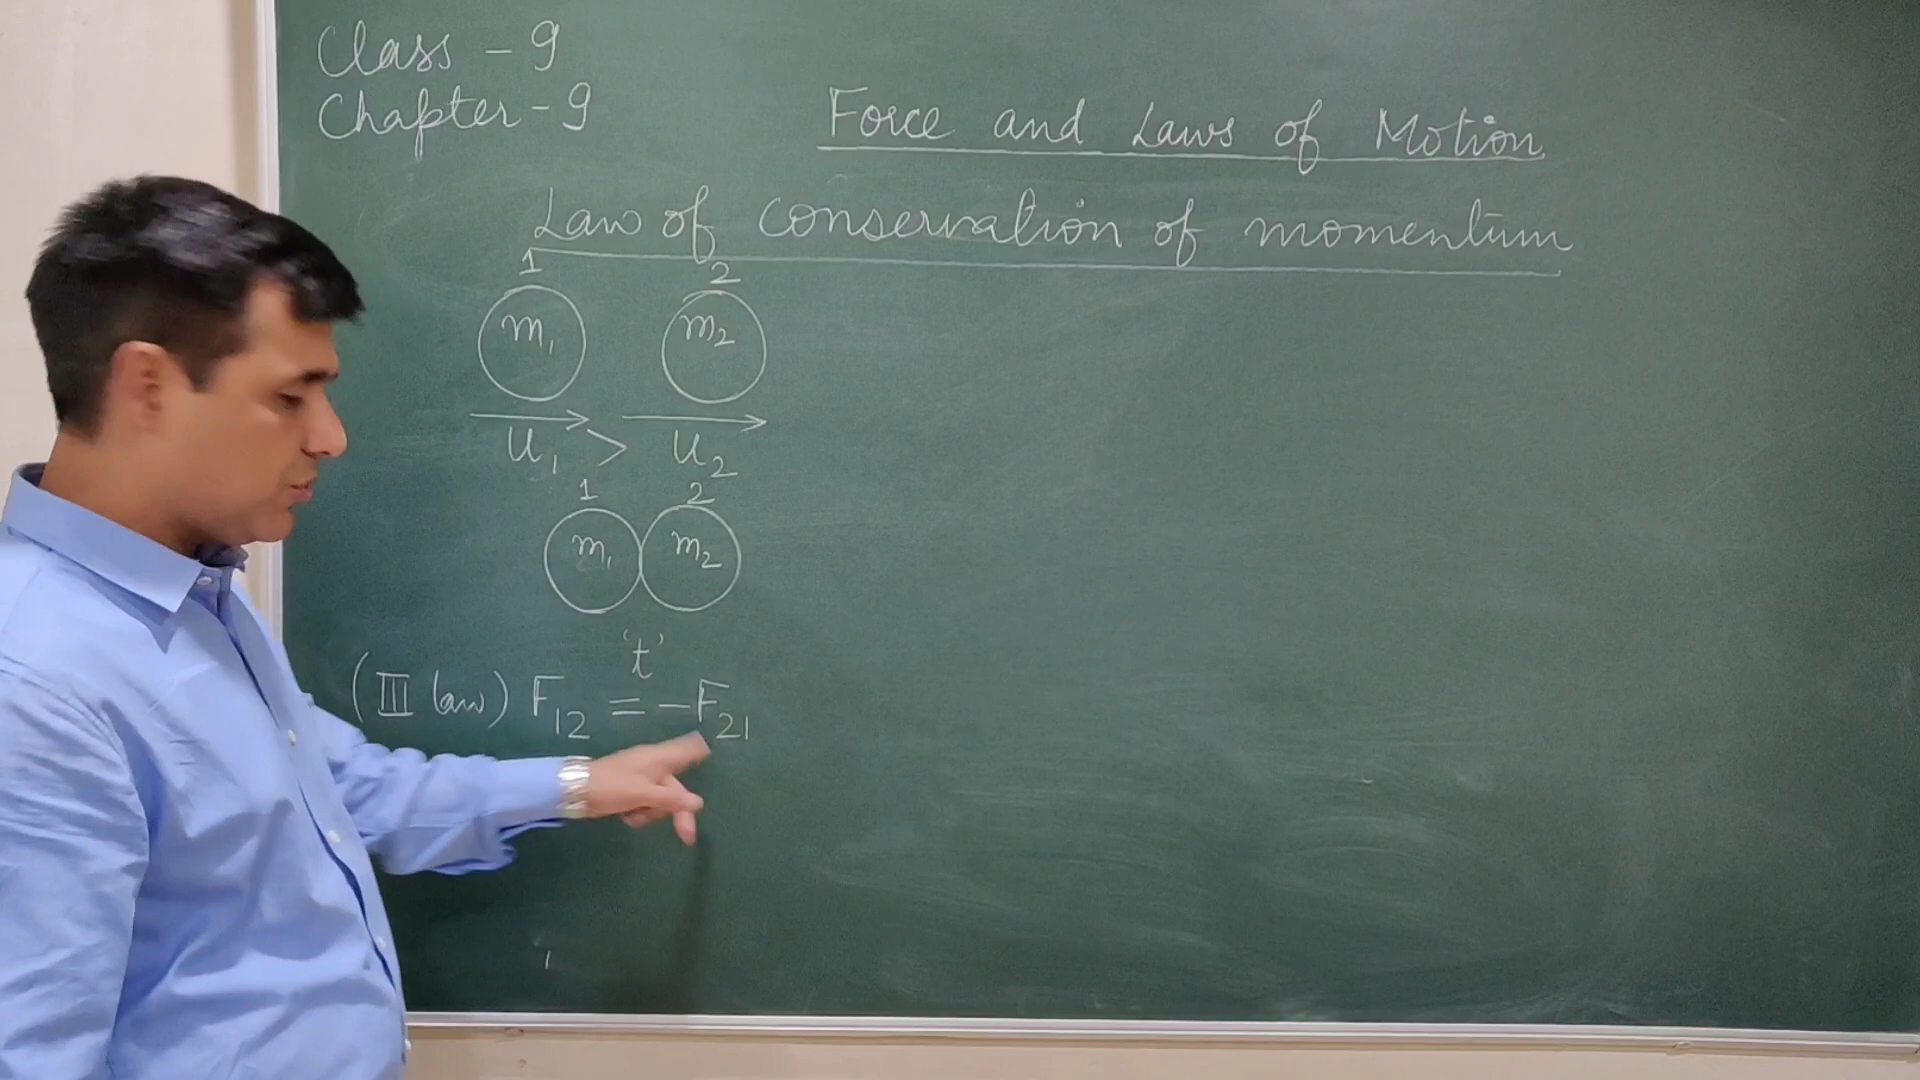 Class - 9
Chapter - 9
Force and Laws of Motion
Law of conservation of momentum
1 2
m₁ m₂
U₁ > U₂
1 2
m₁ m₂
't'
(III law) F₁₂ = -F₂₁